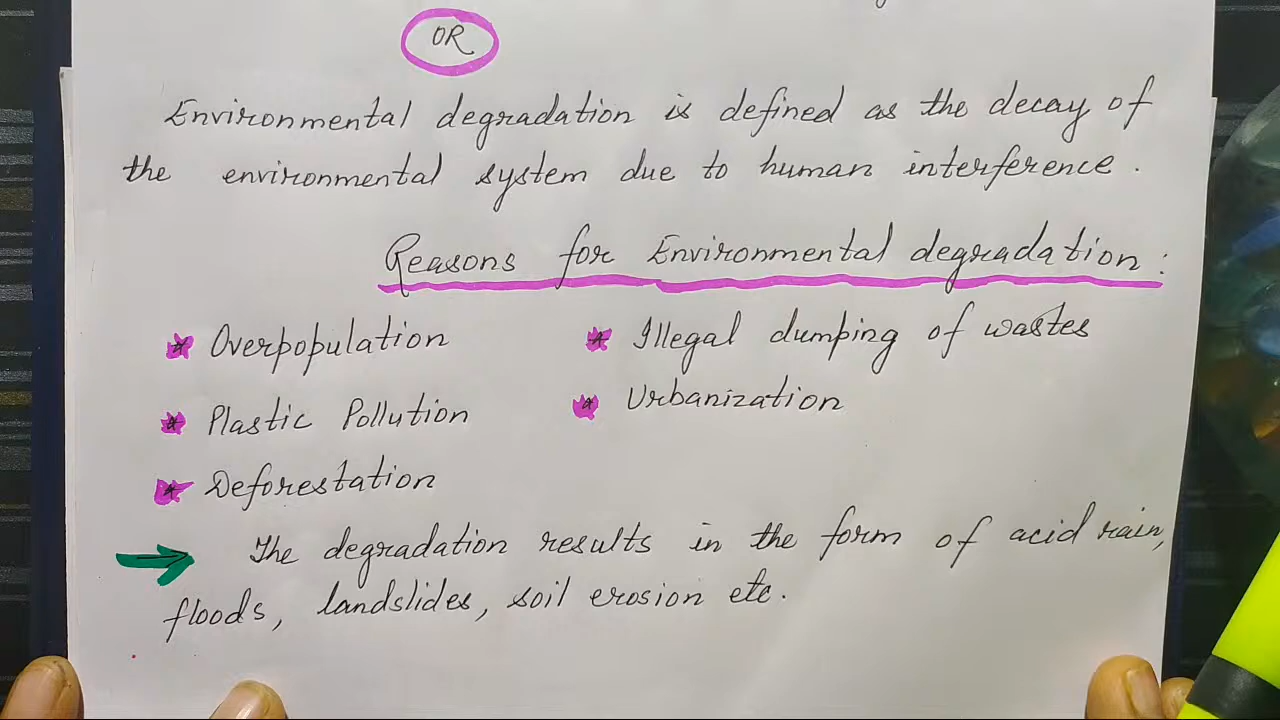 OR
Environmental degradation is defined as the decay of
the environmental system due to human interference.
Reasons for Environmental degradation:
* Overpopulation
* Illegal dumping of wastes
* Plastic Pollution
* Urbanization
* Deforestation
→ The degradation results in the form of acid rain,
floods, landslides, soil erosion etc.